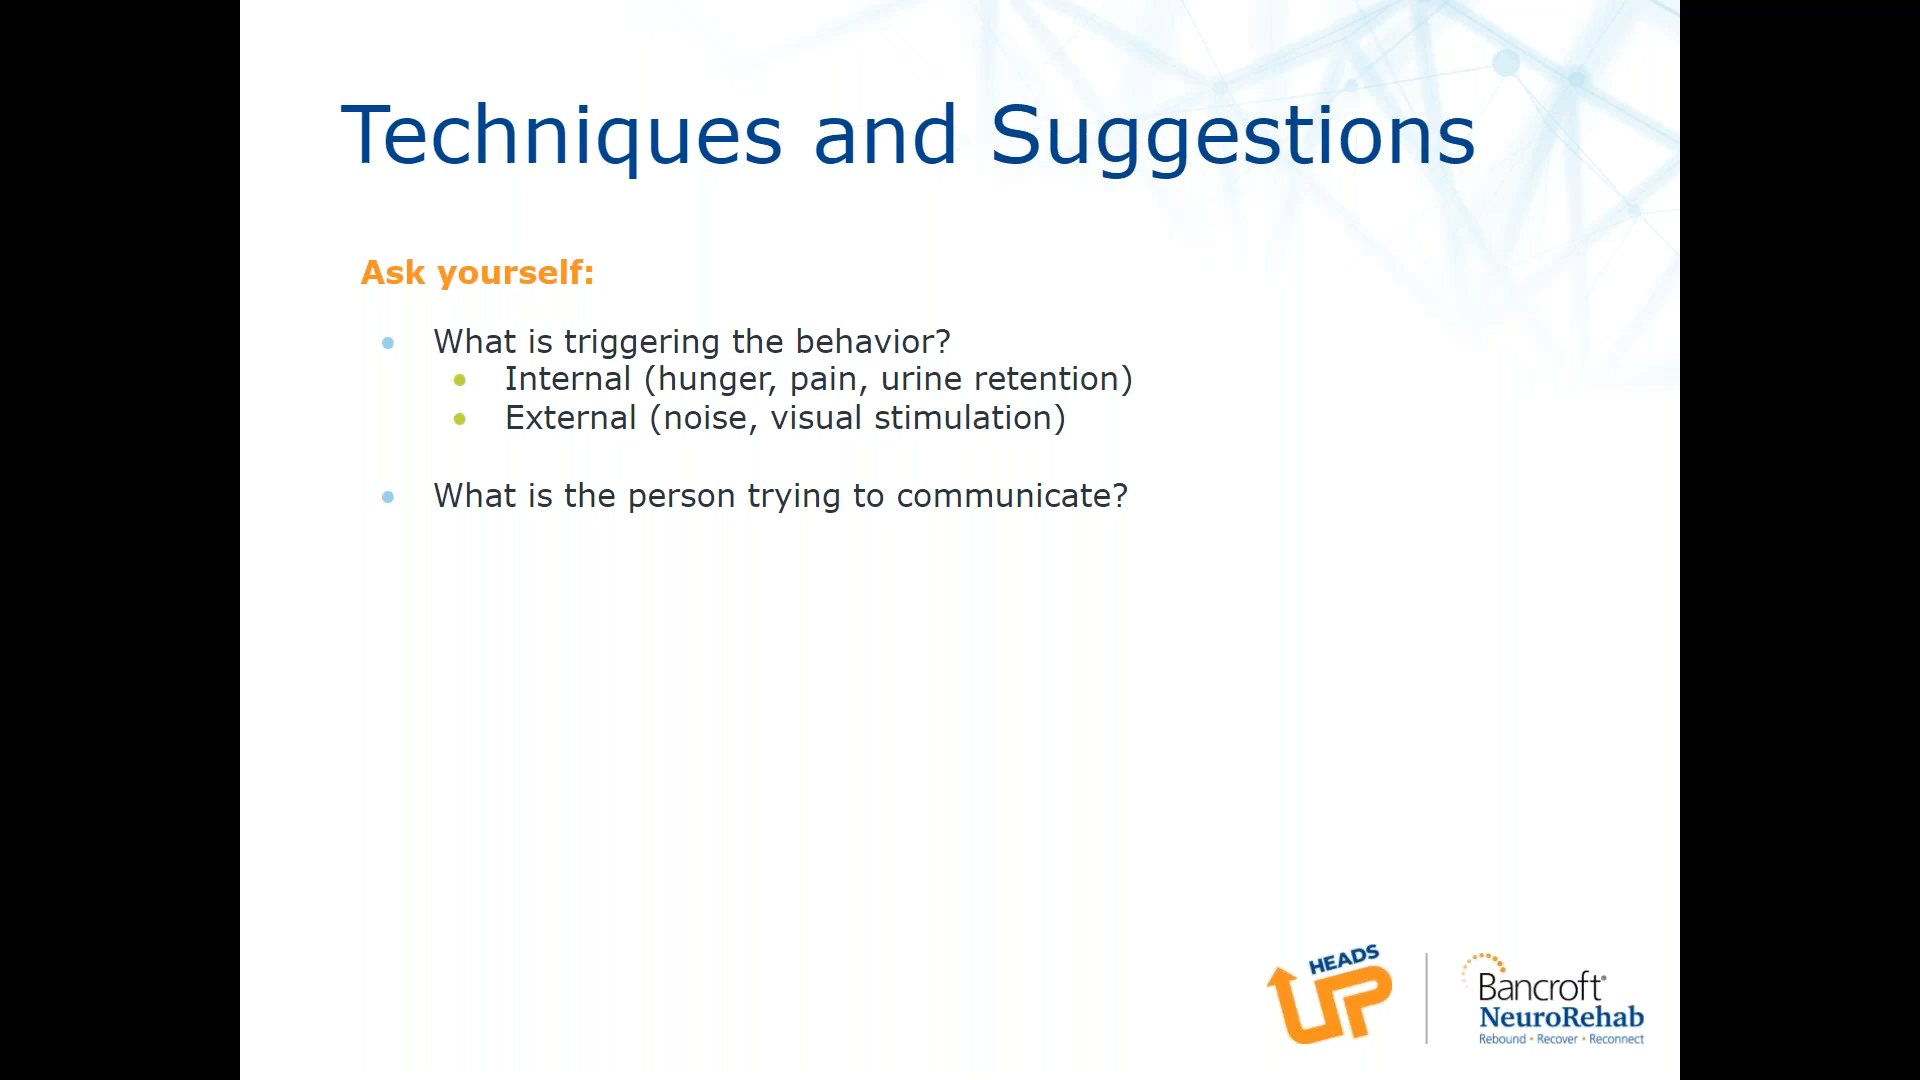 Techniques and Suggestions
Ask yourself:
• What is triggering the behavior?
• Internal (hunger, pain, urine retention)
• External (noise, visual stimulation)
• What is the person trying to communicate?
HEADS
UP
Bancroft®
NeuroRehab
Rebound • Recover • Reconnect